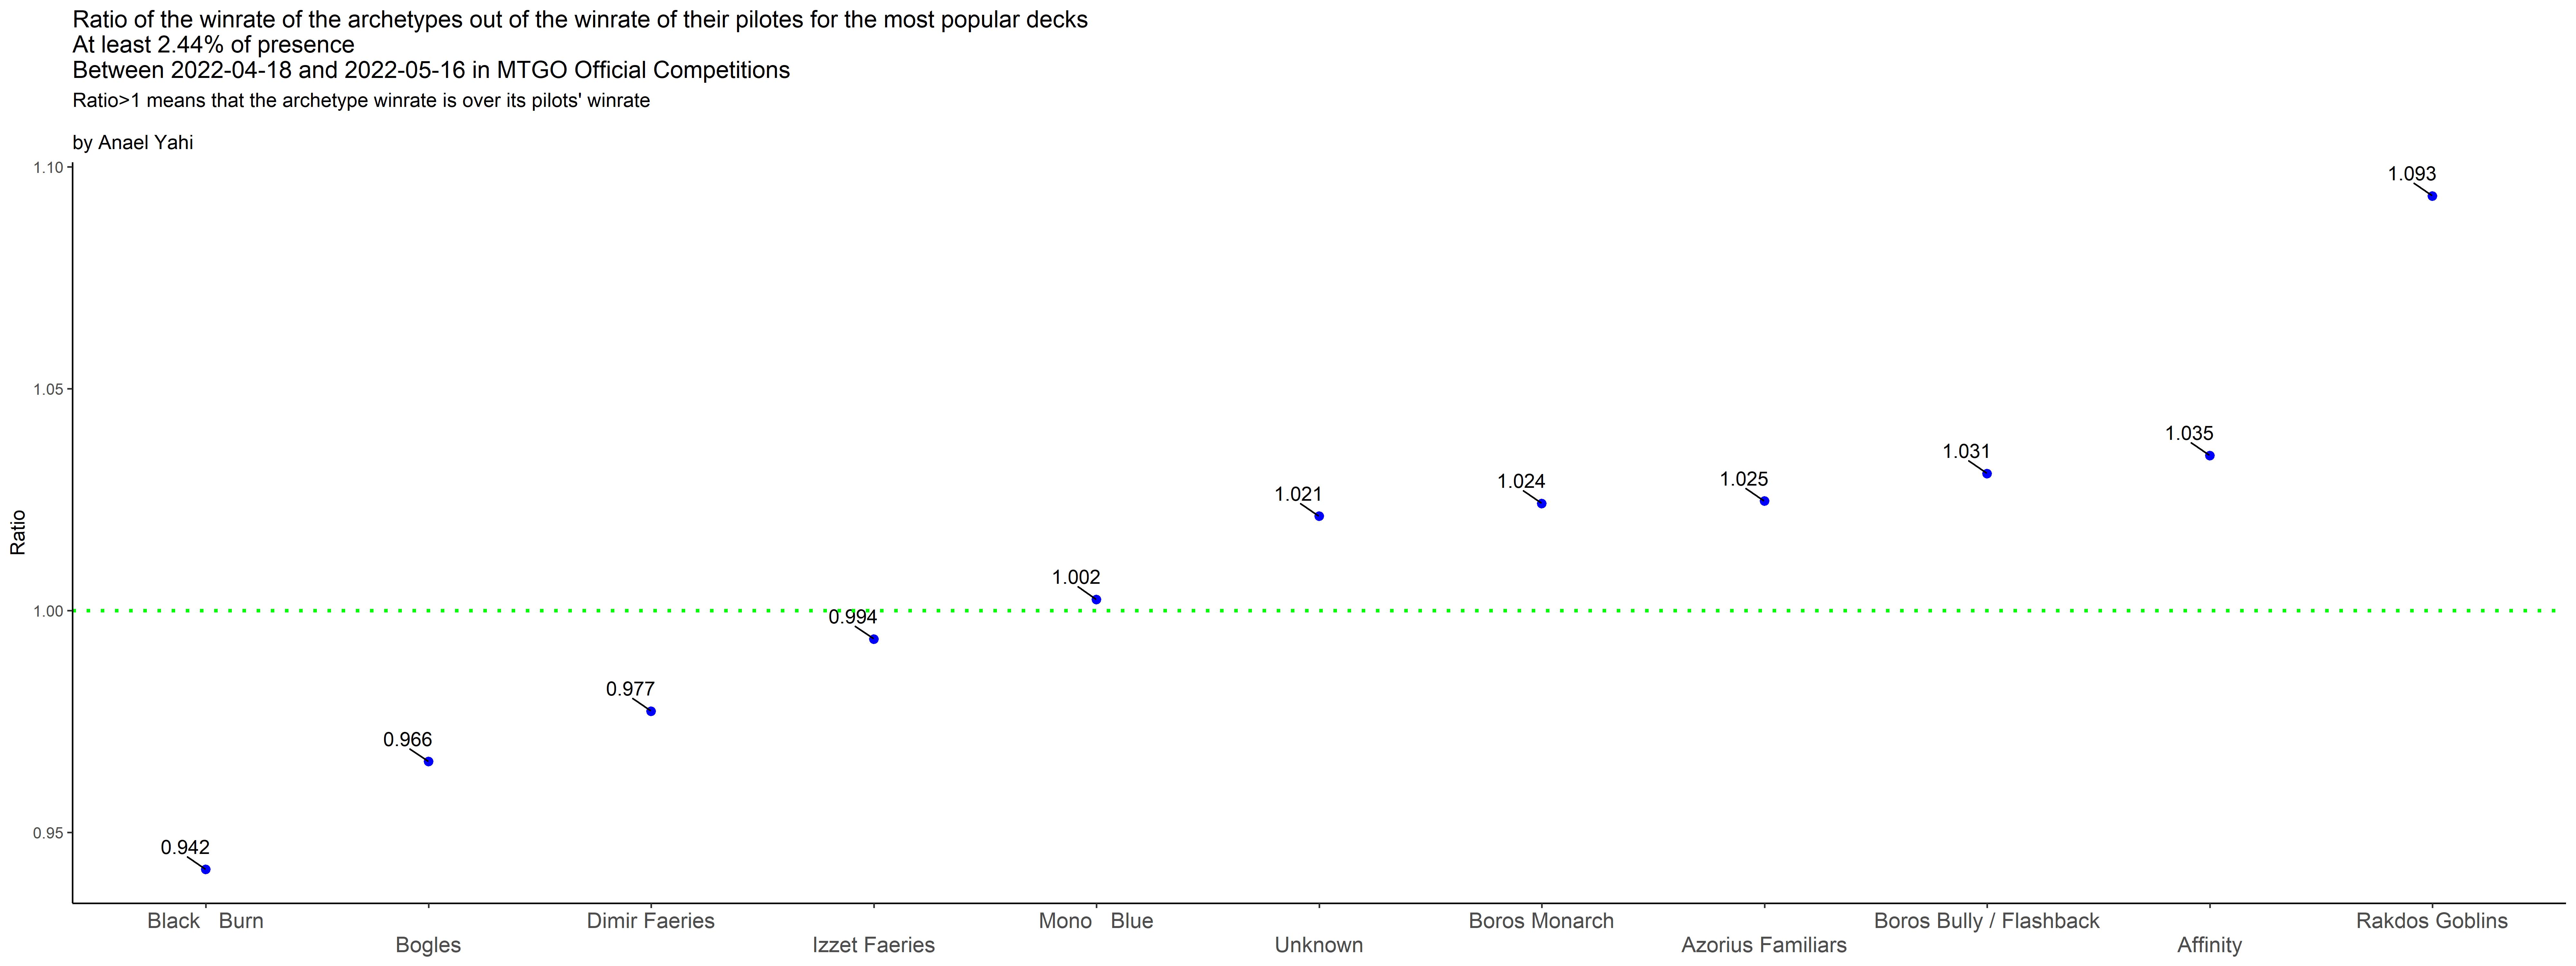 Ratio of the winrate of the archetypes out of the winrate of their pilotes for the most popular decks
At least 2.44% of presence
Between 2022-04-18 and 2022-05-16 in MTGO Official Competitions
Ratio>1 means that the archetype winrate is over its pilots' winrate
by Anael Yahi
1.10
1.093
1.05
1.035
1.031
1.025
1.024
1.021
Ratio
1.002
1.00
0.994
0.977
0.966
0.95
0.942
Black Burn
Bogles
Dimir Faeries
Izzet Faeries
Mono Blue
Unknown
Boros Monarch
Azorius Familiars
Boros Bully / Flashback
Affinity
Rakdos Goblins